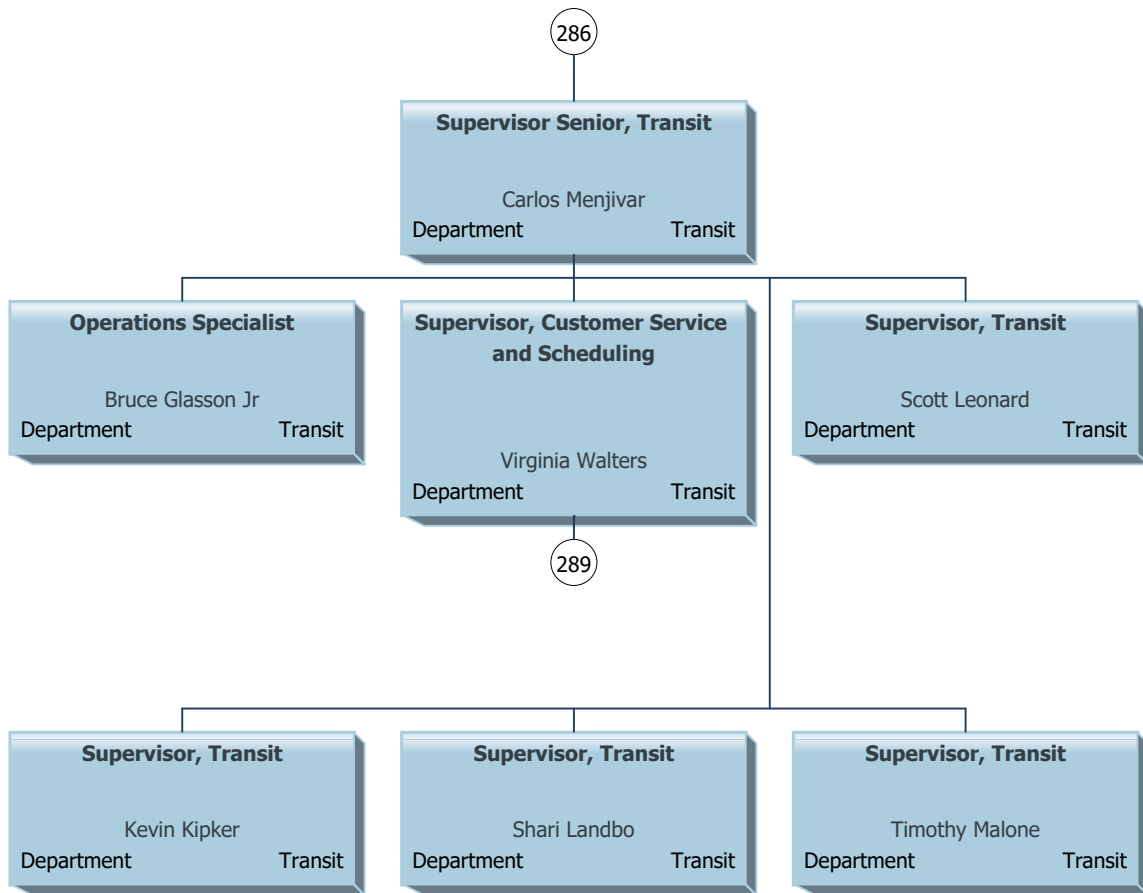 286
Supervisor Senior, Transit
Carlos Menjivar
Department Transit
Operations Specialist
Bruce Glasson Jr
Department Transit
Supervisor, Customer Service
and Scheduling
Virginia Walters
Department Transit
289
Supervisor, Transit
Scott Leonard
Department Transit
Supervisor, Transit
Kevin Kipker
Department Transit
Supervisor, Transit
Shari Landbo
Department Transit
Supervisor, Transit
Timothy Malone
Department Transit